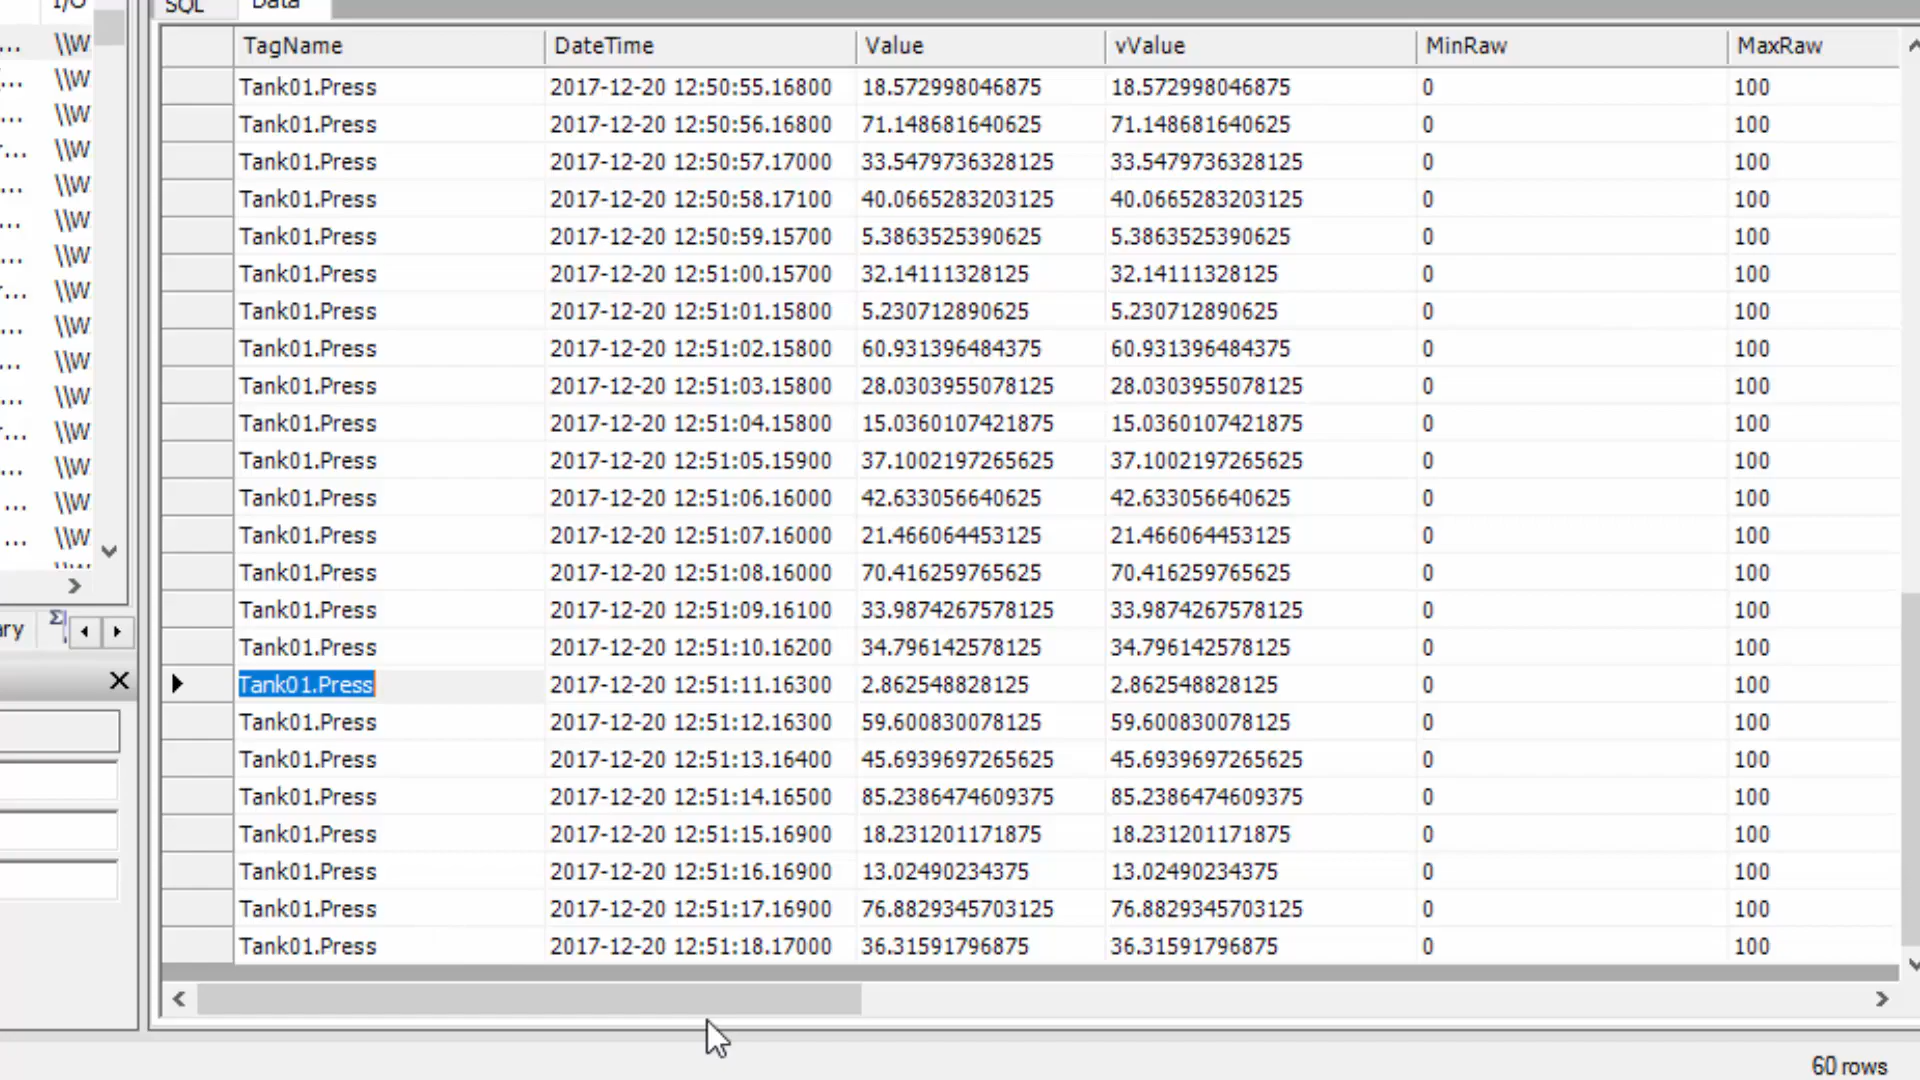 I/O
SQL Data
TagName DateTime Value vValue MinRaw MaxRaw
... \\W Tank01.Press 2017-12-20 12:50:55.16800 18.572998046875 18.572998046875 0 100
... \\W Tank01.Press 2017-12-20 12:50:56.16800 71.148681640625 71.148681640625 0 100
... \\W Tank01.Press 2017-12-20 12:50:57.17000 33.5479736328125 33.5479736328125 0 100
r... \\W Tank01.Press 2017-12-20 12:50:58.17100 40.0665283203125 40.0665283203125 0 100
... \\W Tank01.Press 2017-12-20 12:50:59.15700 5.3863525390625 5.3863525390625 0 100
... \\W Tank01.Press 2017-12-20 12:51:00.15700 32.14111328125 32.14111328125 0 100
... \\W Tank01.Press 2017-12-20 12:51:01.15800 5.230712890625 5.230712890625 0 100
r... \\W Tank01.Press 2017-12-20 12:51:02.15800 60.931396484375 60.931396484375 0 100
... \\W Tank01.Press 2017-12-20 12:51:03.15800 28.0303955078125 28.0303955078125 0 100
... \\W Tank01.Press 2017-12-20 12:51:04.15800 15.0360107421875 15.0360107421875 0 100
... \\W Tank01.Press 2017-12-20 12:51:05.15900 37.1002197265625 37.1002197265625 0 100
r... \\W Tank01.Press 2017-12-20 12:51:06.16000 42.633056640625 42.633056640625 0 100
... \\W Tank01.Press 2017-12-20 12:51:07.16000 21.466064453125 21.466064453125 0 100
... \\W Tank01.Press 2017-12-20 12:51:08.16000 70.416259765625 70.416259765625 0 100
... \\W Tank01.Press 2017-12-20 12:51:09.16100 33.9874267578125 33.9874267578125 0 100
ary Σ Tank01.Press 2017-12-20 12:51:10.16200 34.796142578125 34.796142578125 0 100
Tank01.Press 2017-12-20 12:51:11.16300 2.862548828125 2.862548828125 0 100
Tank01.Press 2017-12-20 12:51:12.16300 59.600830078125 59.600830078125 0 100
Tank01.Press 2017-12-20 12:51:13.16400 45.6939697265625 45.6939697265625 0 100
Tank01.Press 2017-12-20 12:51:14.16500 85.2386474609375 85.2386474609375 0 100
Tank01.Press 2017-12-20 12:51:15.16900 18.231201171875 18.231201171875 0 100
Tank01.Press 2017-12-20 12:51:16.16900 13.02490234375 13.02490234375 0 100
Tank01.Press 2017-12-20 12:51:17.16900 76.8829345703125 76.8829345703125 0 100
Tank01.Press 2017-12-20 12:51:18.17000 36.31591796875 36.31591796875 0 100
60 rows